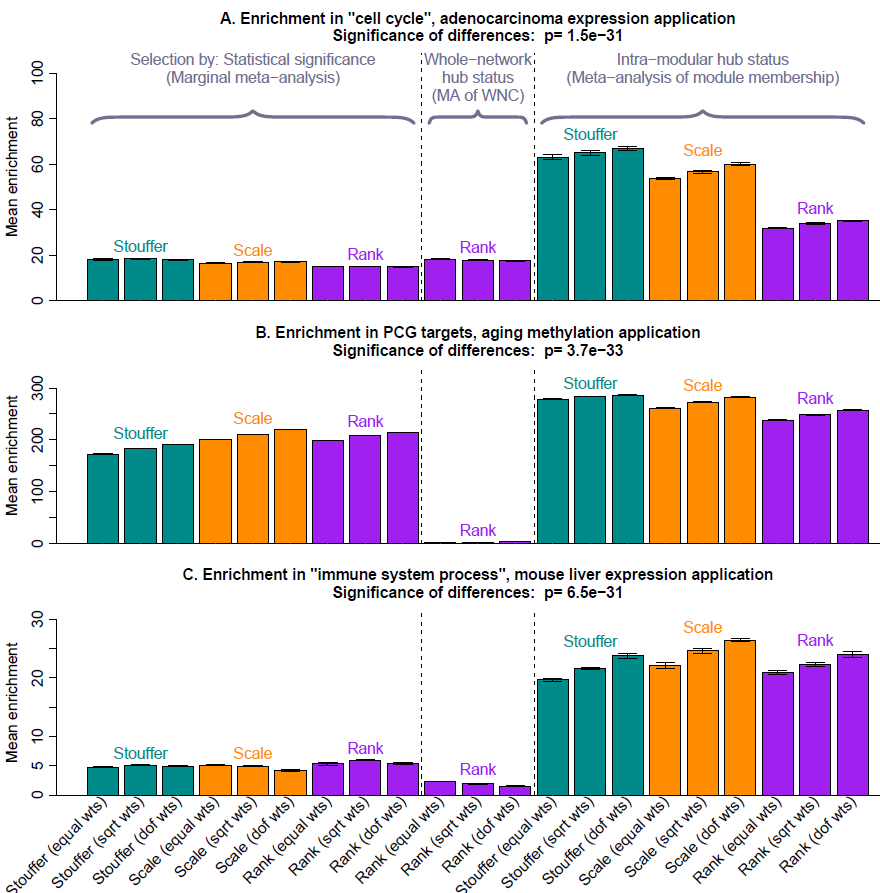 A. Enrichment in "cell cycle", adenocarcinoma expression application
Significance of differences: p= 1.5e−31
Selection by: Statistical significance
(Marginal meta−analysis)
Whole−network
hub status
(MA of WNC)
Intra−modular hub status
(Meta−analysis of module membership)
Mean enrichment
0
20
40
60
80
100
Stouffer
Scale
Rank
Rank
Stouffer
Scale
Rank
B. Enrichment in PCG targets, aging methylation application
Significance of differences: p= 3.7e−33
Mean enrichment
0
100
200
300
Stouffer
Scale
Rank
Rank
Stouffer
Scale
Rank
C. Enrichment in "immune system process", mouse liver expression application
Significance of differences: p= 6.5e−31
Mean enrichment
0
5
10
20
30
Stouffer
Scale
Rank
Rank
Stouffer
Scale
Rank
Stouffer (equal wts)
Stouffer (sqrt wts)
Stouffer (dof wts)
Scale (equal wts)
Scale (sqrt wts)
Scale (dof wts)
Rank (equal wts)
Rank (sqrt wts)
Rank (dof wts)
Rank (equal wts)
Rank (sqrt wts)
Rank (dof wts)
Stouffer (equal wts)
Stouffer (sqrt wts)
Stouffer (dof wts)
Scale (equal wts)
Scale (sqrt wts)
Scale (dof wts)
Rank (equal wts)
Rank (sqrt wts)
Rank (dof wts)